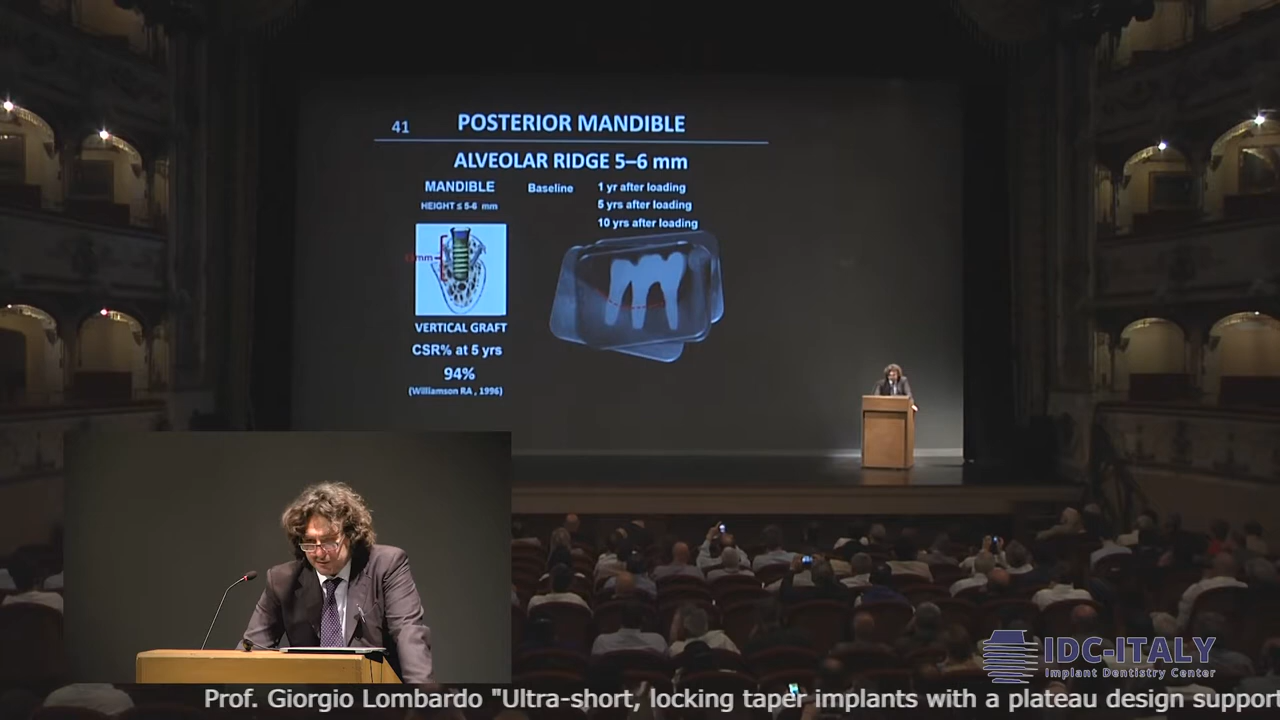 41
POSTERIOR MANDIBLE
ALVEOLAR RIDGE 5–6 mm
MANDIBLE
HEIGHT ≤ 5-6 mm
Baseline
1 yr after loading
5 yrs after loading
10 yrs after loading
mm
VERTICAL GRAFT
CSR% at 5 yrs
94%
(Williamson RA , 1996)
IDC-ITALY
Implant Dentistry Center
Prof. Giorgio Lombardo "Ultra-short, locking taper implants with a plateau design suppor